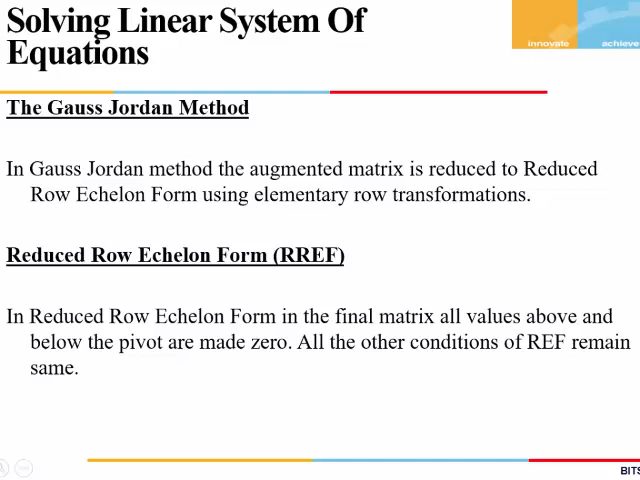 Solving Linear System Of
Equations
innovate achieve
The Gauss Jordan Method
In Gauss Jordan method the augmented matrix is reduced to Reduced
Row Echelon Form using elementary row transformations.
Reduced Row Echelon Form (RREF)
In Reduced Row Echelon Form in the final matrix all values above and
below the pivot are made zero. All the other conditions of REF remain
same.
BITS